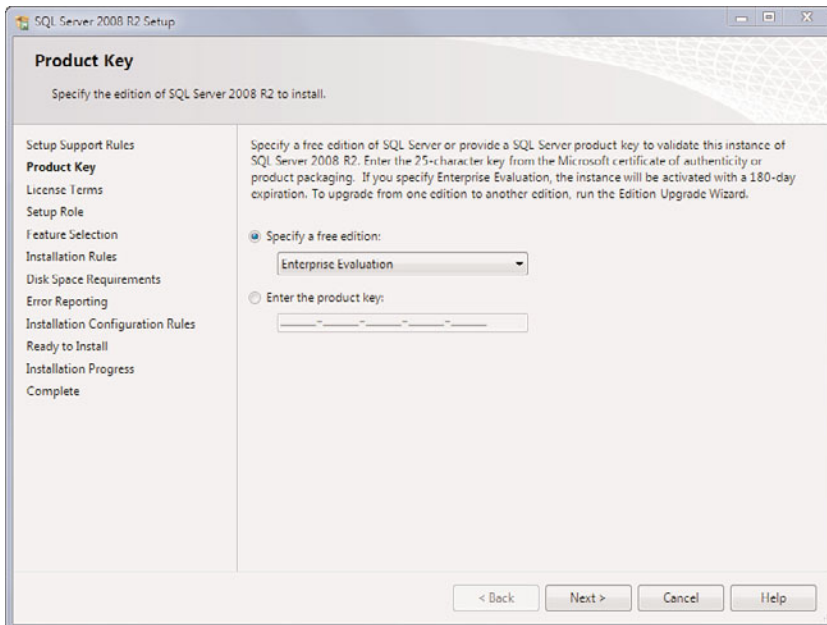 SQL Server 2008 R2 Setup
Product Key
Specify the edition of SQL Server 2008 R2 to install.
Setup Support Rules
Product Key
License Terms
Setup Role
Feature Selection
Installation Rules
Disk Space Requirements
Error Reporting
Installation Configuration Rules
Ready to Install
Installation Progress
Complete
Specify a free edition of SQL Server or provide a SQL Server product key to validate this instance of
SQL Server 2008 R2. Enter the 25-character key from the Microsoft certificate of authenticity or
product packaging. If you specify Enterprise Evaluation, the instance will be activated with a 180-day
expiration. To upgrade from one edition to another edition, run the Edition Upgrade Wizard.
Specify a free edition:
Enterprise Evaluation
Enter the product key:
_____-_____-_____-_____-_____
< Back Next > Cancel Help